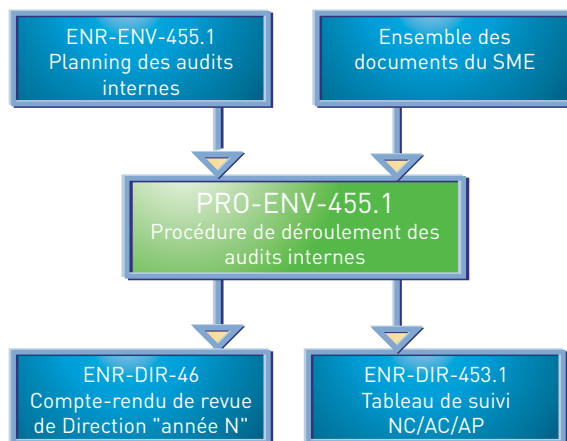 ENR-ENV-455.1
Planning des audits
internes
Ensemble des
documents du SME
PRO-ENV-455.1
Procédure de déroulement des
audits internes
ENR-DIR-46
Compte-rendu de revue
de Direction "année N"
ENR-DIR-453.1
Tableau de suivi
NC/AC/AP